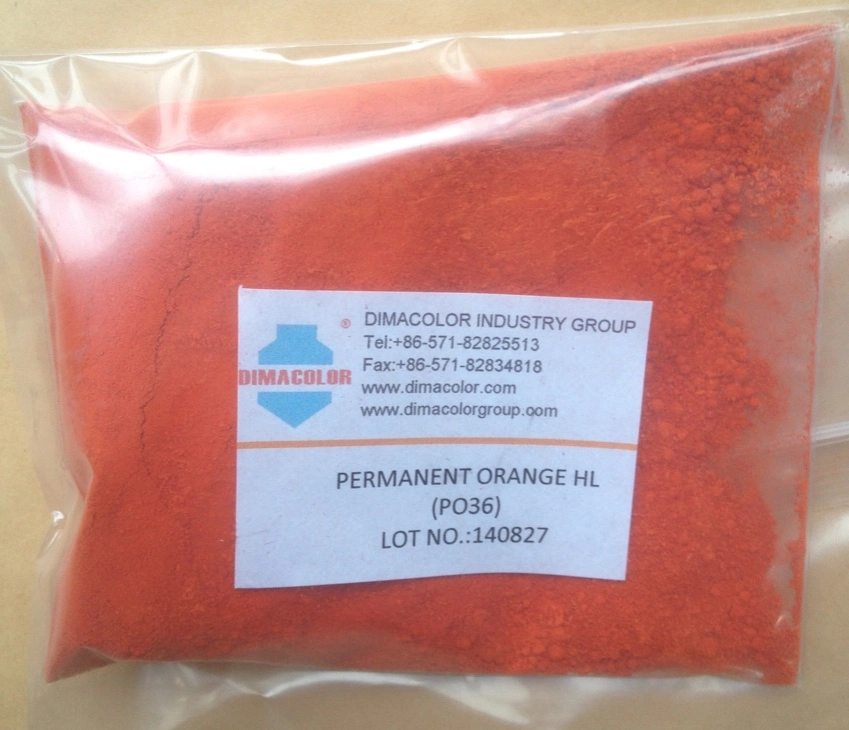 DIMACOLOR
®
DIMACOLOR INDUSTRY GROUP
Tel:+86-571-82825513
Fax:+86-571-82834818
www.dimacolor.com
www.dimacolorgroup.com
PERMANENT ORANGE HL
(PO36)
LOT NO.:140827